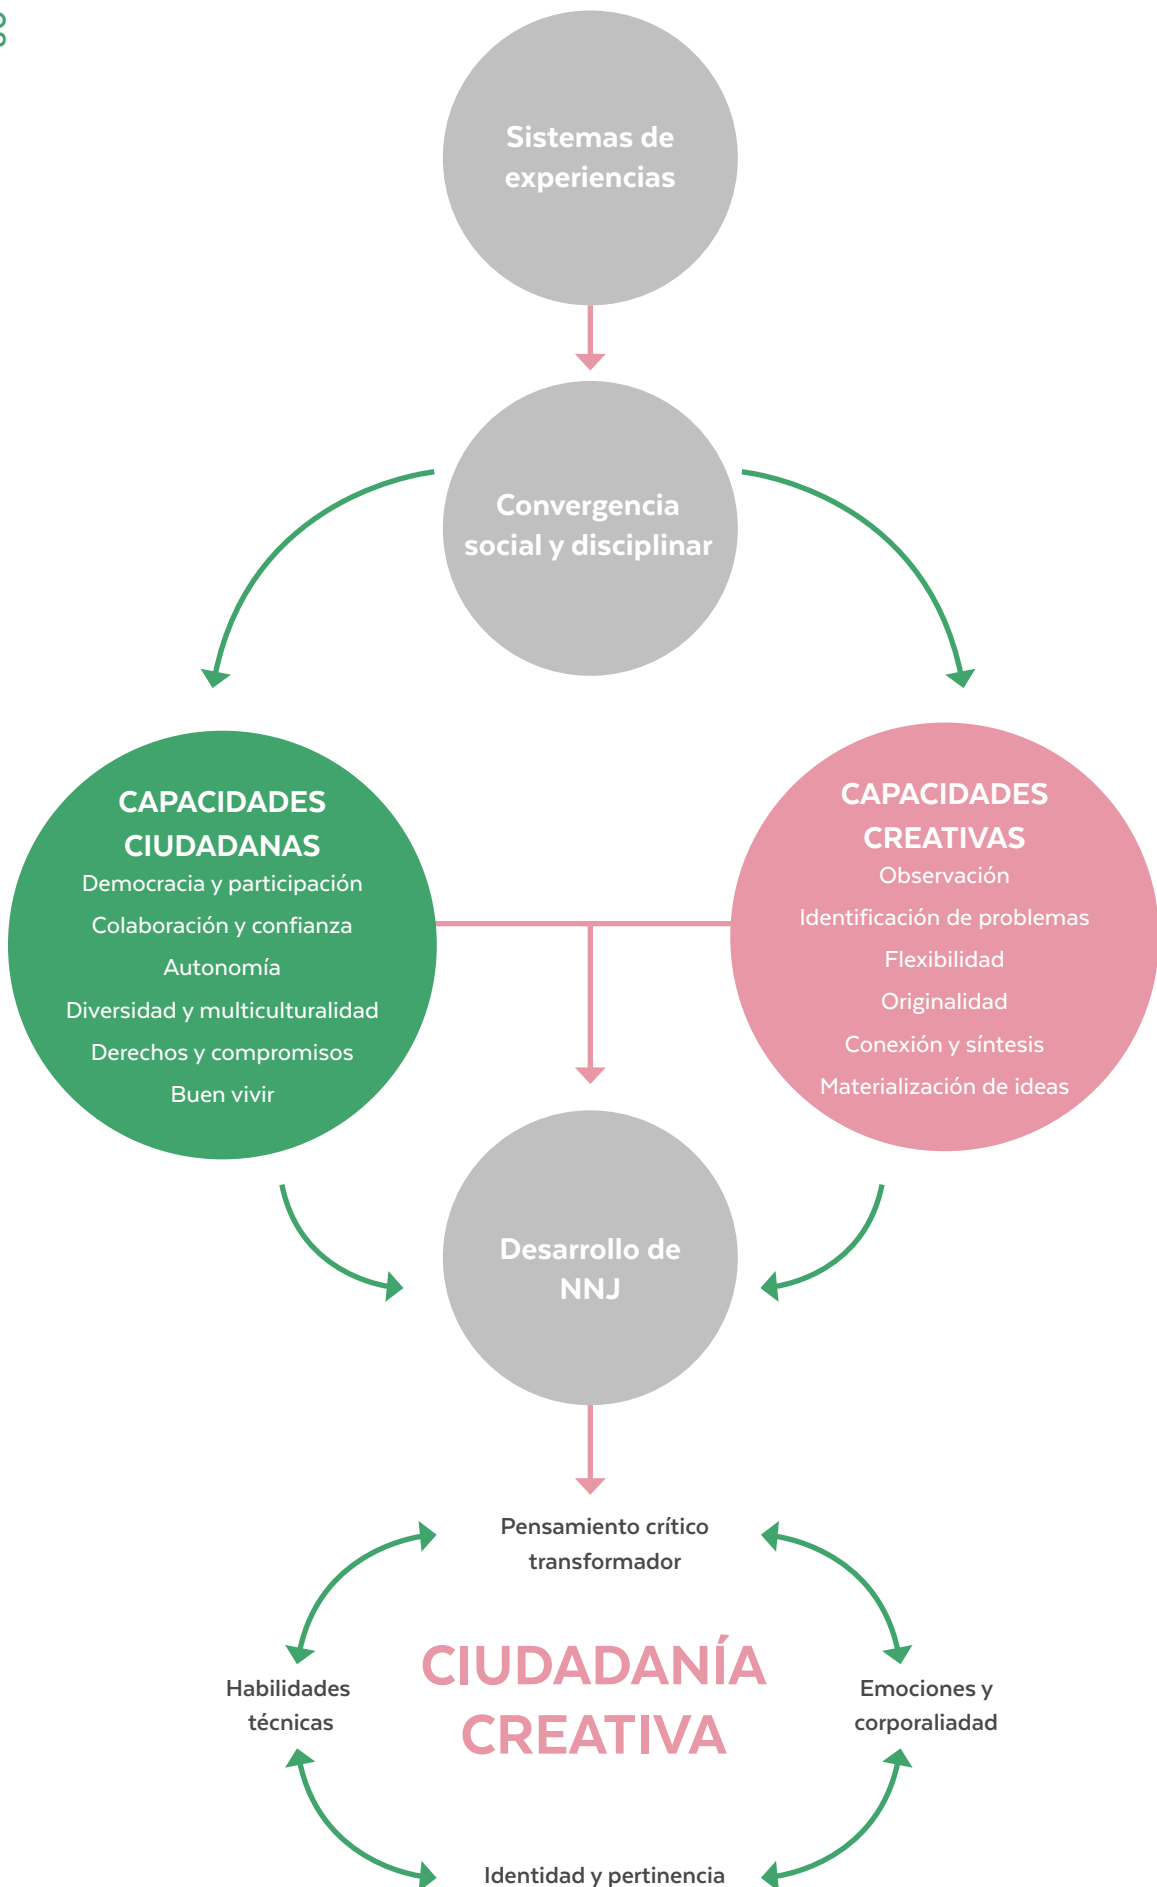 Sistemas de
experiencias
Convergencia
social y disciplinar
CAPACIDADES
CIUDADANAS
Democracia y participación
Colaboración y confianza
Autonomía
Diversidad y multiculturalidad
Derechos y compromisos
Buen vivir
CAPACIDADES
CREATIVAS
Observación
Identificación de problemas
Flexibilidad
Originalidad
Conexión y síntesis
Materialización de ideas
Desarrollo de
NNJ
Pensamiento crítico
transformador
CIUDADANÍA
CREATIVA
Habilidades
técnicas
Emociones y
corporaliadad
Identidad y pertinencia